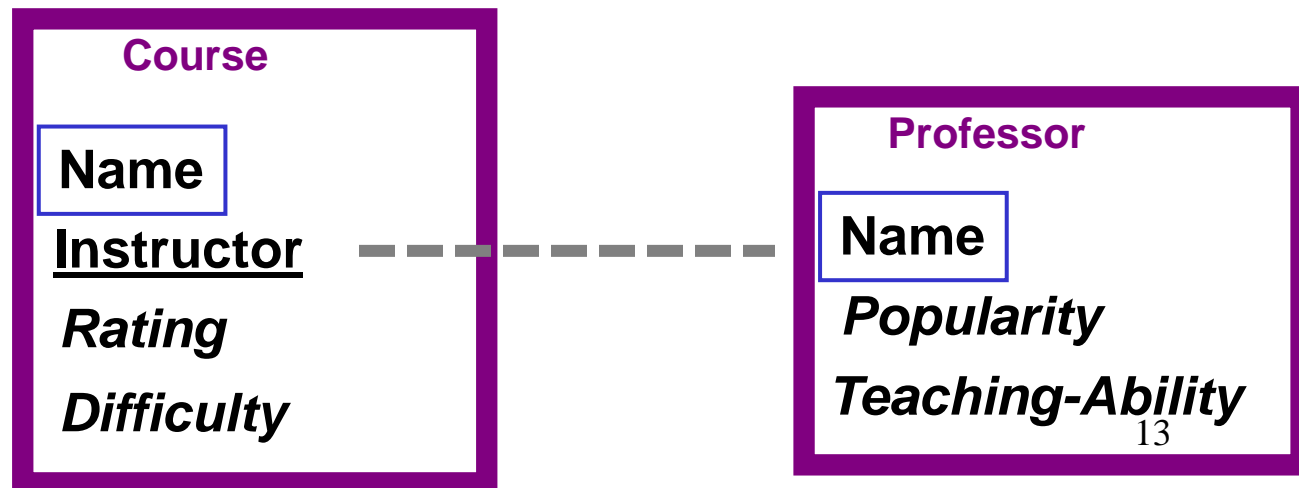 Course
Name
Instructor
Rating
Difficulty
Professor
Name
Popularity
Teaching-Ability
13